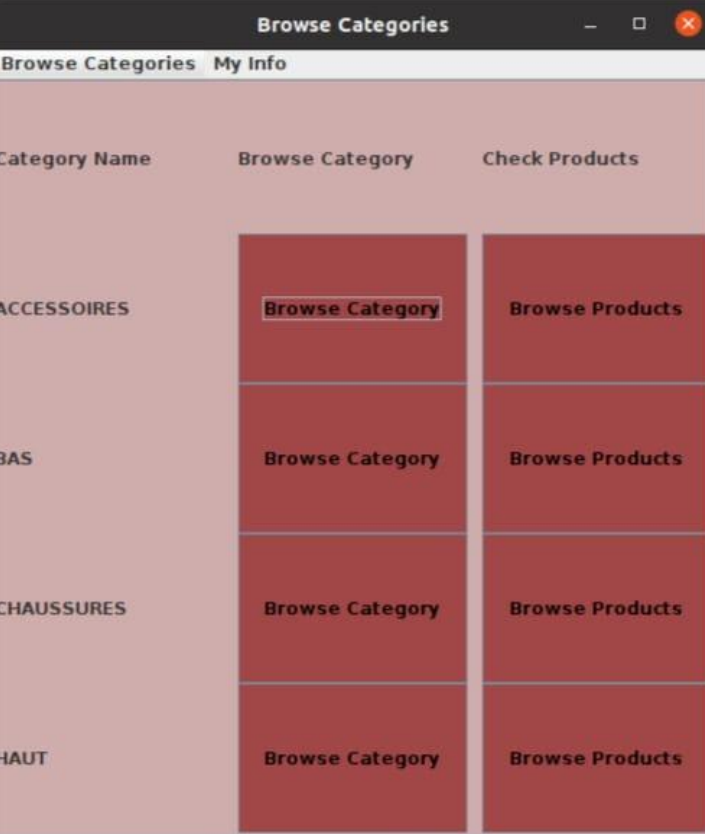 Browse Categories
Browse Categories My Info
Category Name Browse Category Check Products
ACCESSOIRES Browse Category Browse Products
BAS Browse Category Browse Products
CHAUSSURES Browse Category Browse Products
HAUT Browse Category Browse Products